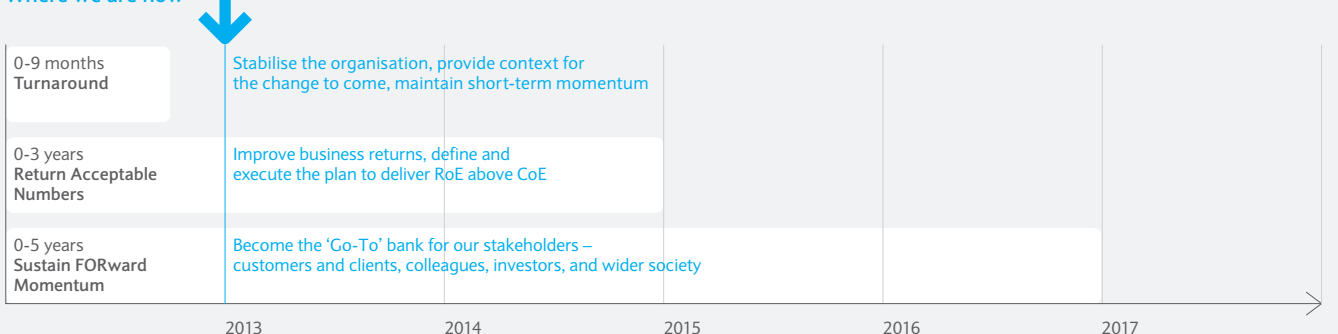 Where we are now
0-9 months
Turnaround
Stabilise the organisation, provide context for
the change to come, maintain short-term momentum
0-3 years
Return Acceptable
Numbers
Improve business returns, define and
execute the plan to deliver RoE above CoE
0-5 years
Sustain FORward
Momentum
Become the ‘Go-To’ bank for our stakeholders –
customers and clients, colleagues, investors, and wider society
2013 2014 2015 2016 2017